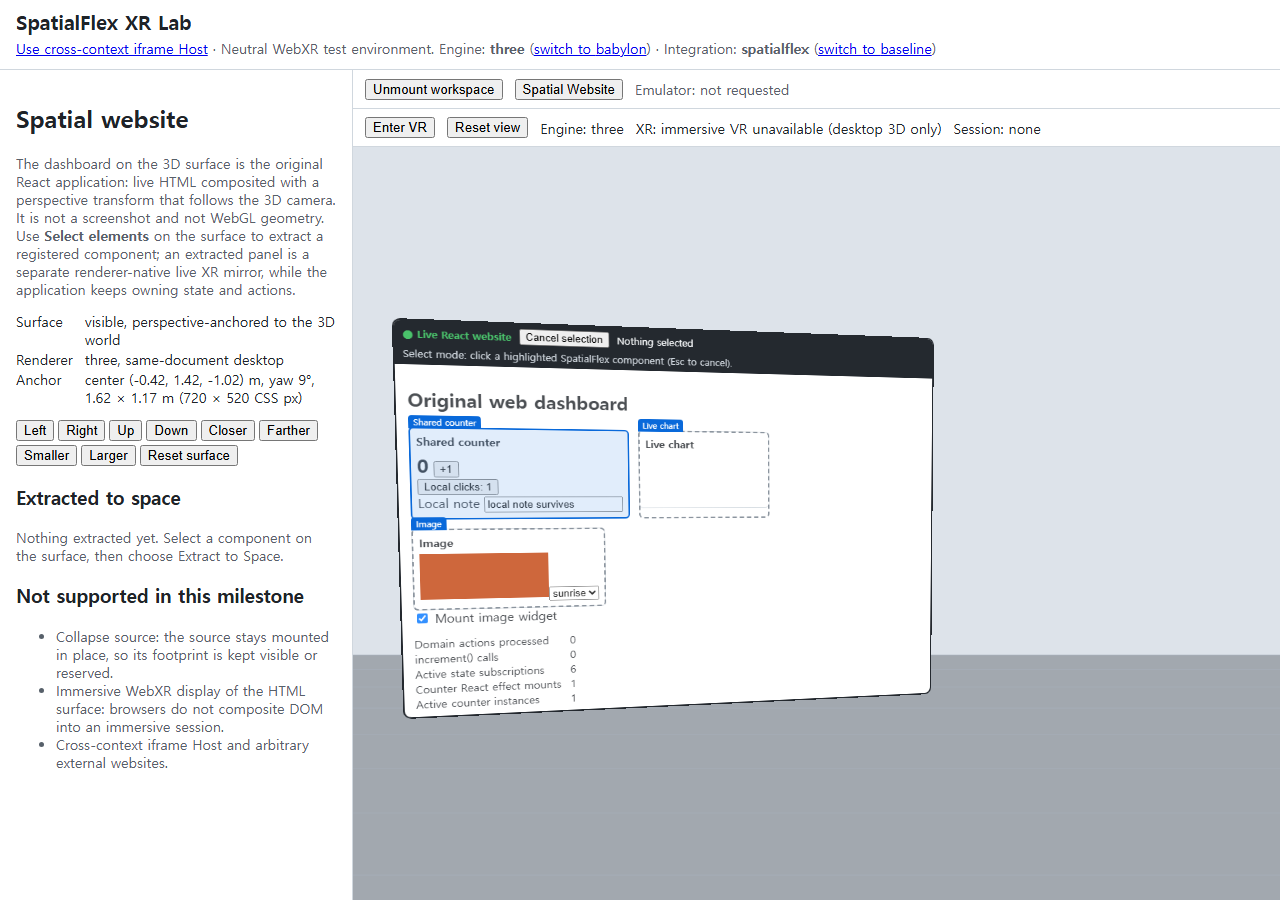 SpatialFlex XR Lab
Use cross-context iframe Host · Neutral WebXR test environment. Engine: three (switch to babylon) · Integration: spatialflex (switch to baseline)
Spatial website
The dashboard on the 3D surface is the original
React application: live HTML composited with a
perspective transform that follows the 3D camera.
It is not a screenshot and not WebGL geometry.
Use Select elements on the surface to extract a
registered component; an extracted panel is a
separate renderer-native live XR mirror, while the
application keeps owning state and actions.
Surface visible, perspective-anchored to the 3D
world
Renderer three, same-document desktop
Anchor center (-0.42, 1.42, -1.02) m, yaw 9°,
1.62 × 1.17 m (720 × 520 CSS px)
Left Right Up Down Closer Farther
Smaller Larger Reset surface
Extracted to space
Nothing extracted yet. Select a component on
the surface, then choose Extract to Space.
Not supported in this milestone
• Collapse source: the source stays mounted
in place, so its footprint is kept visible or
reserved.
• Immersive WebXR display of the HTML
surface: browsers do not composite DOM
into an immersive session.
• Cross-context iframe Host and arbitrary
external websites.
Unmount workspace Spatial Website Emulator: not requested
Enter VR Reset view Engine: three XR: immersive VR unavailable (desktop 3D only) Session: none
Live React website Cancel selection Nothing selected
Select mode: click a highlighted SpatialFlex component (Esc to cancel).
Original web dashboard
Shared counter
Shared counter
0 +1
Local clicks: 1
Local note local note survives
Live chart
Live chart
Image
Image
sunrise
Mount image widget
Domain actions processed 0
increment() calls 0
Active state subscriptions 6
Counter React effect mounts 1
Active counter instances 1